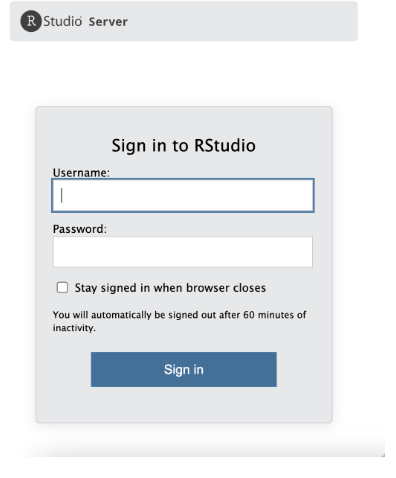 R Studio Server
Sign in to RStudio
Username:
Password:
Stay signed in when browser closes
You will automatically be signed out after 60 minutes of
inactivity.
Sign in